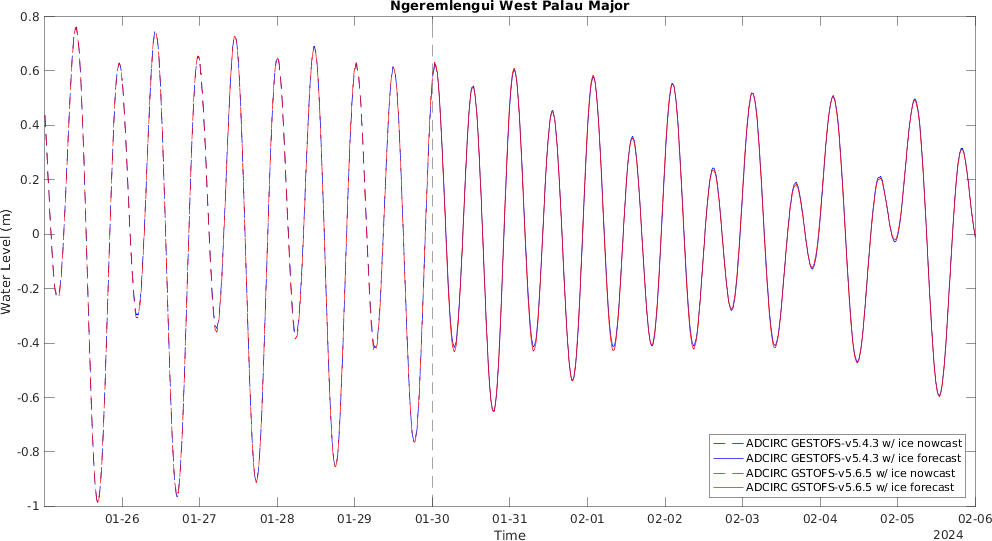 Ngeremlengui West Palau Major
0.8
0.6
0.4
0.2
0
-0.2
-0.4
-0.6
-0.8
-1
Water Level (m)
01-26 01-27 01-28 01-29 01-30 01-31 02-01 02-02 02-03 02-04 02-05 02-06
Time
2024
ADCIRC GESTOFS-v5.4.3 w/ ice nowcast
ADCIRC GESTOFS-v5.4.3 w/ ice forecast
ADCIRC GSTOFS-v5.6.5 w/ ice nowcast
ADCIRC GSTOFS-v5.6.5 w/ ice forecast